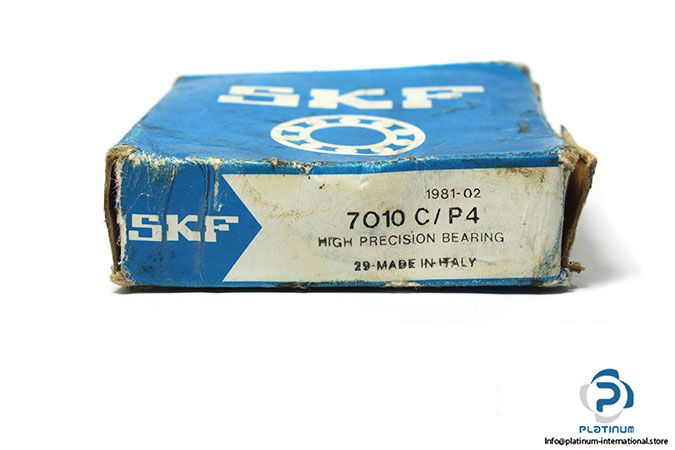 SKF
1981-02
7010 C/P4
SKF
HIGH PRECISION BEARING
29-MADE IN ITALY
PLATINUM
Info@platinum-international.store